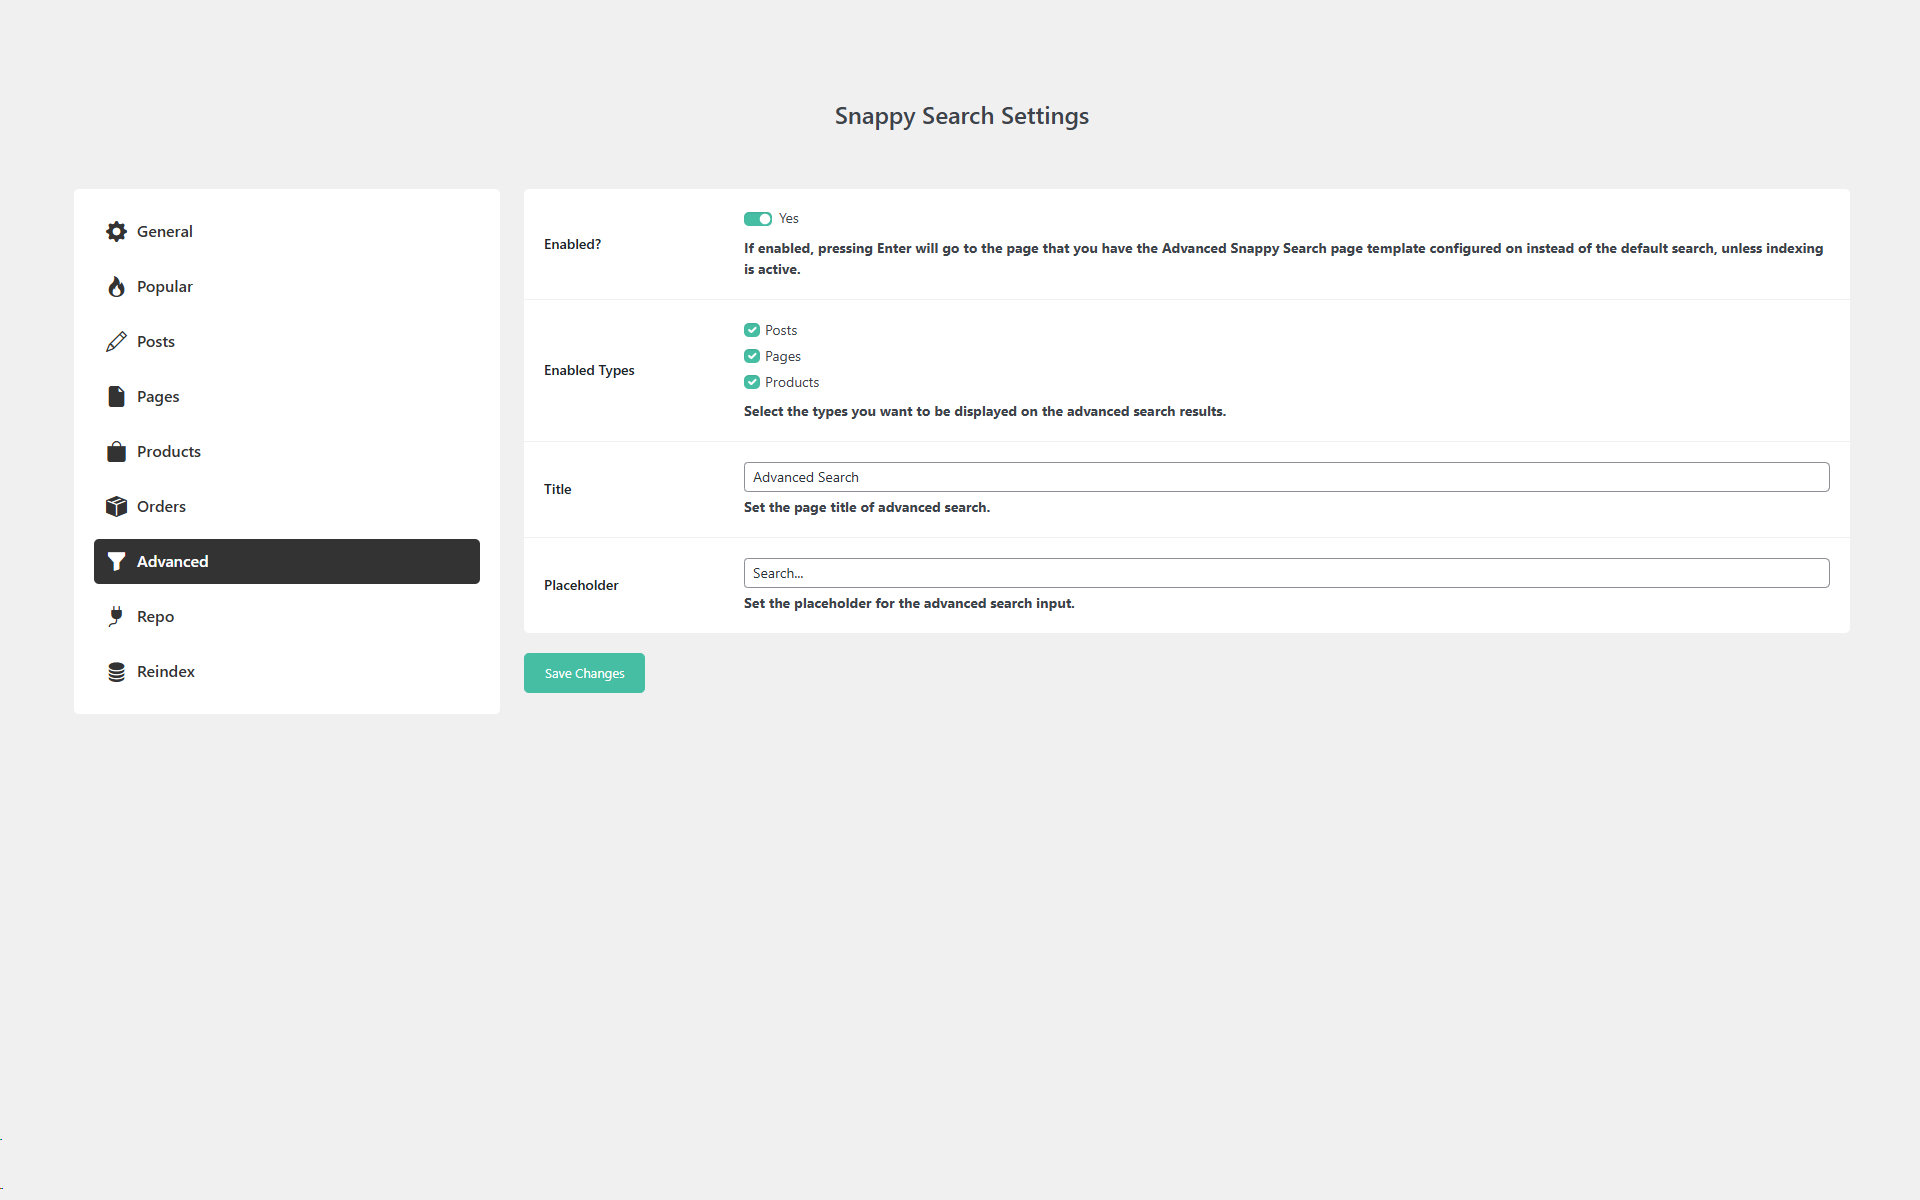 Snappy Search Settings
General
Popular
Posts
Pages
Products
Orders
Advanced
Repo
Reindex
Enabled?
Yes
If enabled, pressing Enter will go to the page that you have the Advanced Snappy Search page template configured on instead of the default search, unless indexing
is active.
Enabled Types
Posts
Pages
Products
Select the types you want to be displayed on the advanced search results.
Title
Advanced Search
Set the page title of advanced search.
Placeholder
Search...
Set the placeholder for the advanced search input.
Save Changes